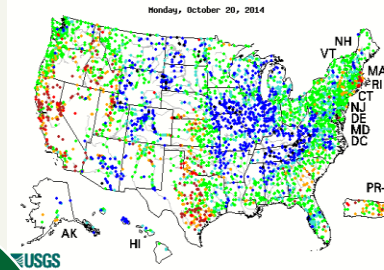 Monday, October 20, 2014
NH
VT
MA
RI
CT
NJ
DE
MD
DC
PR-
AK
HI
USGS